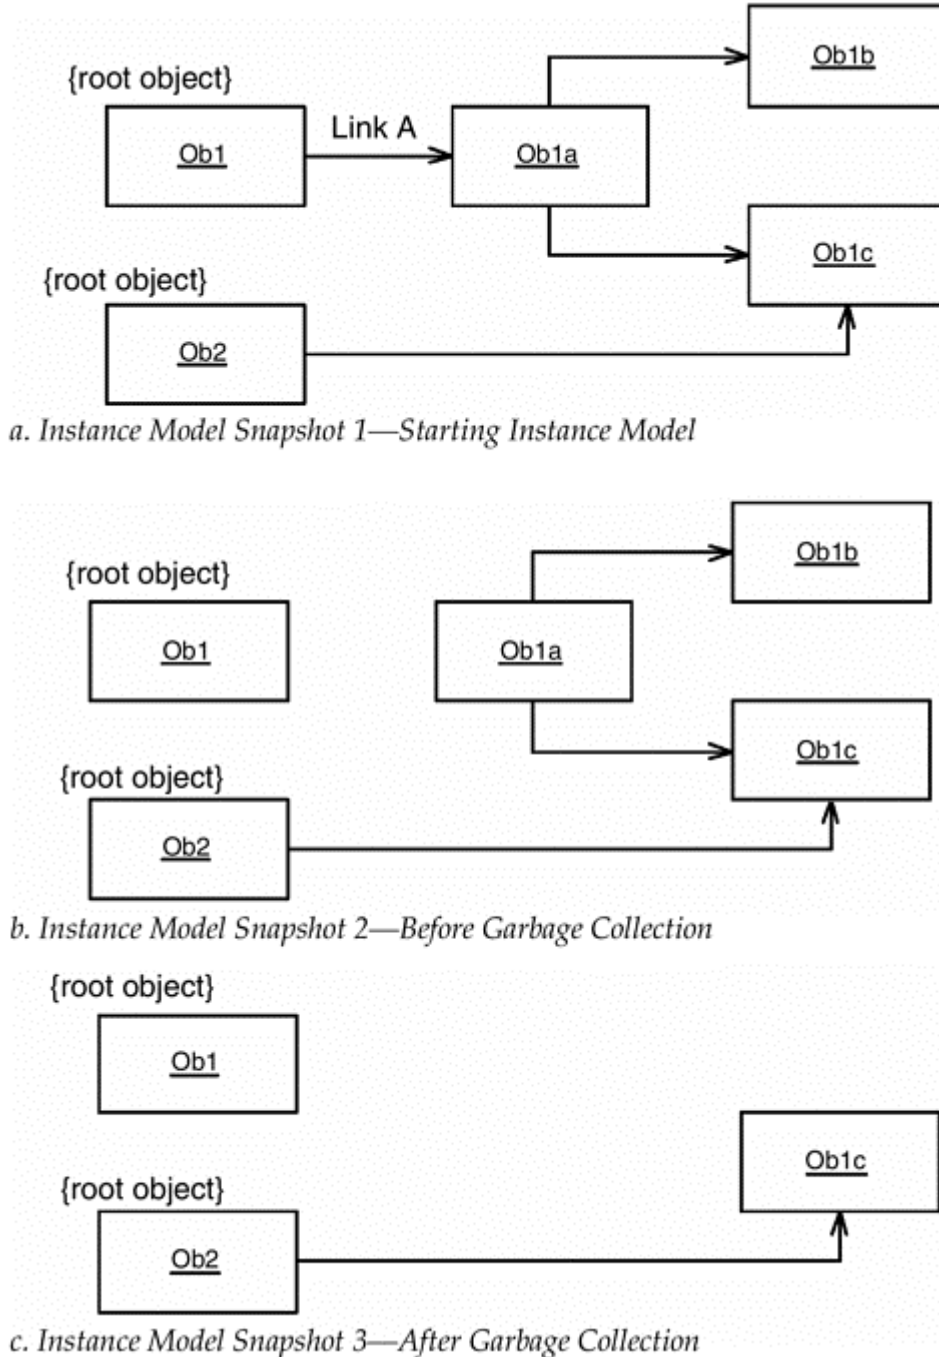 Ob1b
{root object}
Ob1
Link A
Ob1a
Ob1c
{root object}
Ob2
a. Instance Model Snapshot 1—Starting Instance Model
Ob1b
{root object}
Ob1
Ob1a
Ob1c
{root object}
Ob2
b. Instance Model Snapshot 2—Before Garbage Collection
{root object}
Ob1
Ob1c
{root object}
Ob2
c. Instance Model Snapshot 3—After Garbage Collection